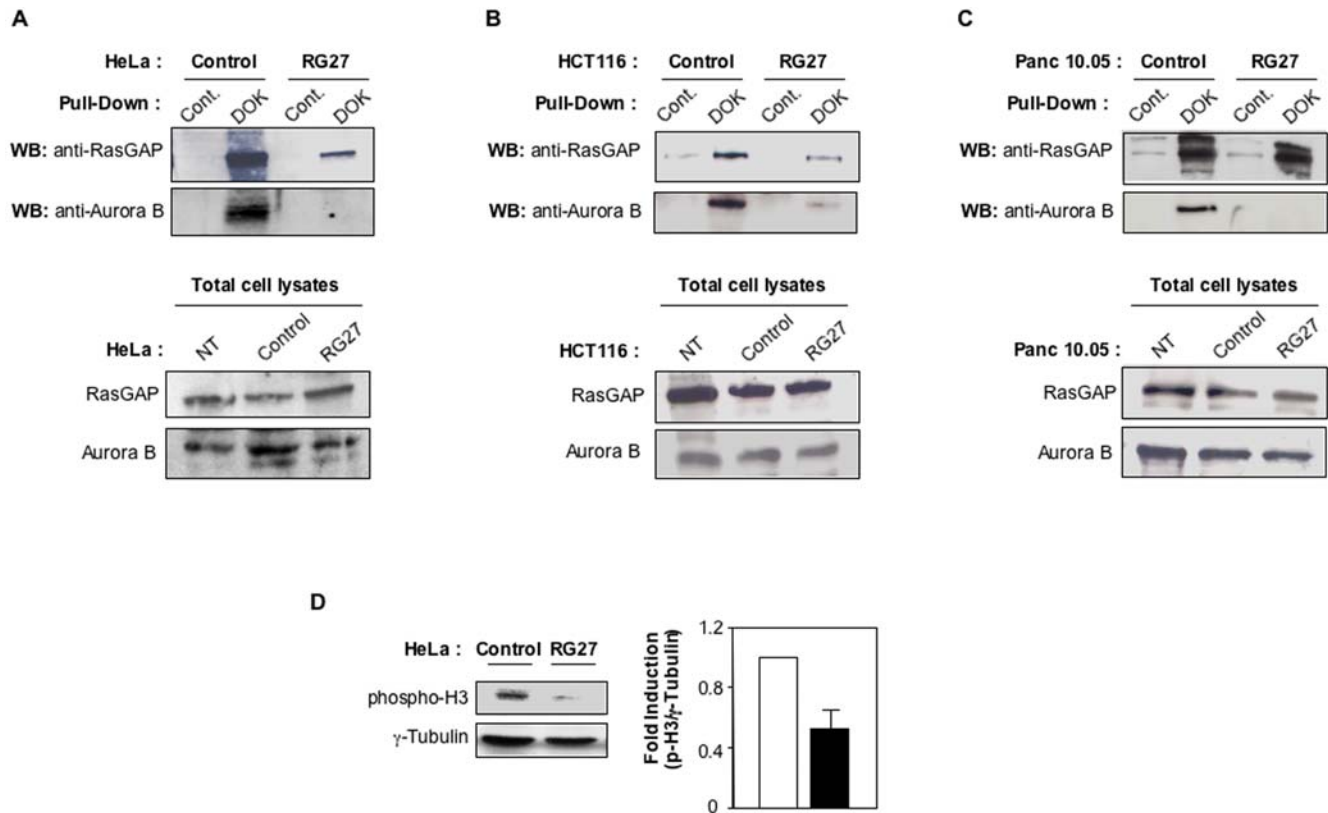 A
HeLa : Control RG27
Pull-Down : Cont. DOK Cont. DOK
WB: anti-RasGAP
WB: anti-Aurora B
Total cell lysates
HeLa : NT Control RG27
RasGAP
Aurora B
B
HCT116 : Control RG27
Pull-Down : Cont. DOK Cont. DOK
WB: anti-RasGAP
WB: anti-Aurora B
Total cell lysates
HCT116 : NT Control RG27
RasGAP
Aurora B
C
Panc 10.05 : Control RG27
Pull-Down : Cont. DOK Cont. DOK
WB: anti-RasGAP
WB: anti-Aurora B
Total cell lysates
Panc 10.05 : NT Control RG27
RasGAP
Aurora B
D
HeLa : Control RG27
phospho-H3
γ-Tubulin
Fold Induction
(p-H3/γ-Tubulin)
1.2
0.8
0.4
0